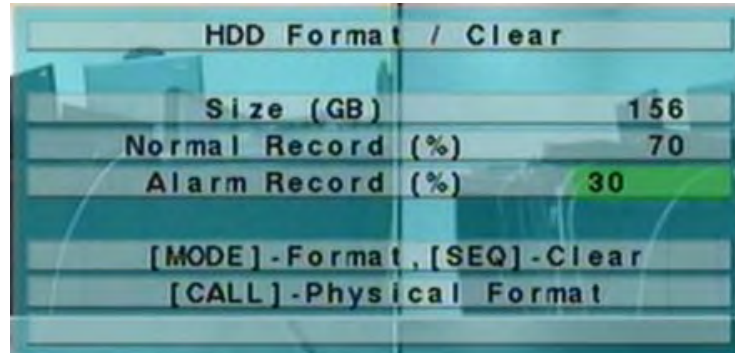 HDD Format / Clear
Size (GB) 156
Normal Record (%) 70
Alarm Record (%) 30
[MODE]-Format,[SEQ]-Clear
[CALL]-Physical Format